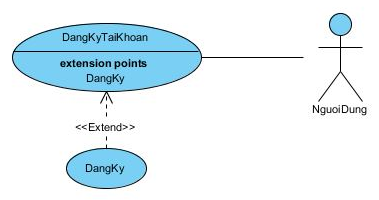 DangKyTaiKhoan
extension points
DangKy
<<Extend>>
NguoiDung
DangKy